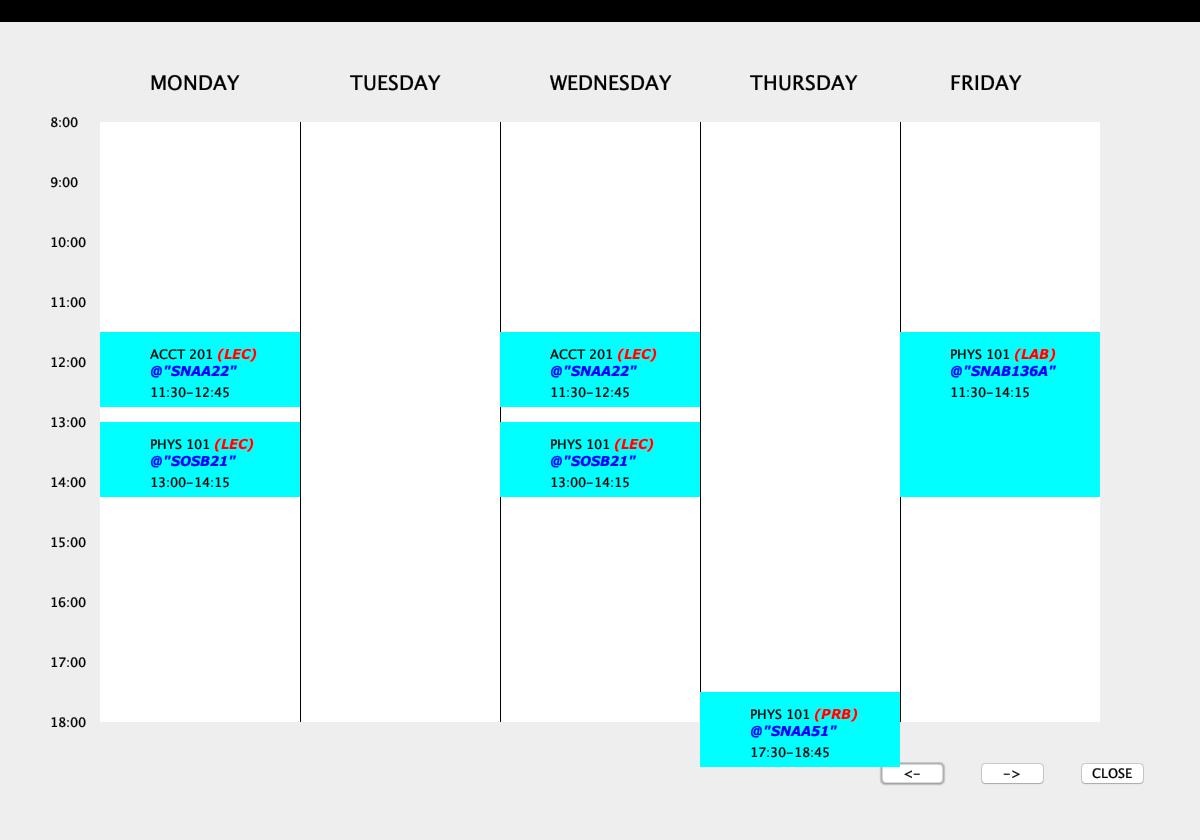 MONDAY TUESDAY WEDNESDAY THURSDAY FRIDAY
8:00
9:00
10:00
11:00
ACCT 201 (LEC) ACCT 201 (LEC) PHYS 101 (LAB)
12:00
@"SNAA22" @"SNAA22" @"SNAB136A"
11:30-12:45 11:30-12:45 11:30-14:15
13:00
PHYS 101 (LEC) PHYS 101 (LEC)
@"SOSB21" @"SOSB21"
14:00
13:00-14:15 13:00-14:15
15:00
16:00
17:00
PHYS 101 (PRB)
18:00
@"SNAA51"
17:30-18:45
<- -> CLOSE